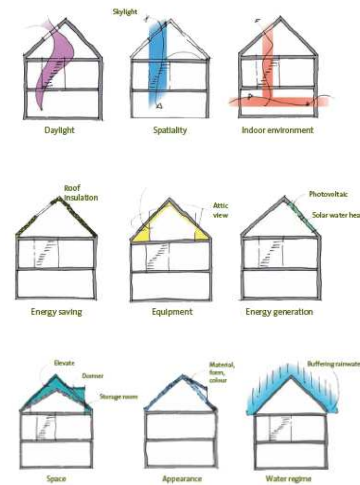 Skylight
Daylight
Spatiality
Indoor environment
Roof
insulation
Attic
view
Photovoltaic
Solar water hea
Energy saving
Equipment
Energy generation
Elevate
Dormer
Storage room
Material,
form,
colour
Buffering rainwate
Space
Appearance
Water regime